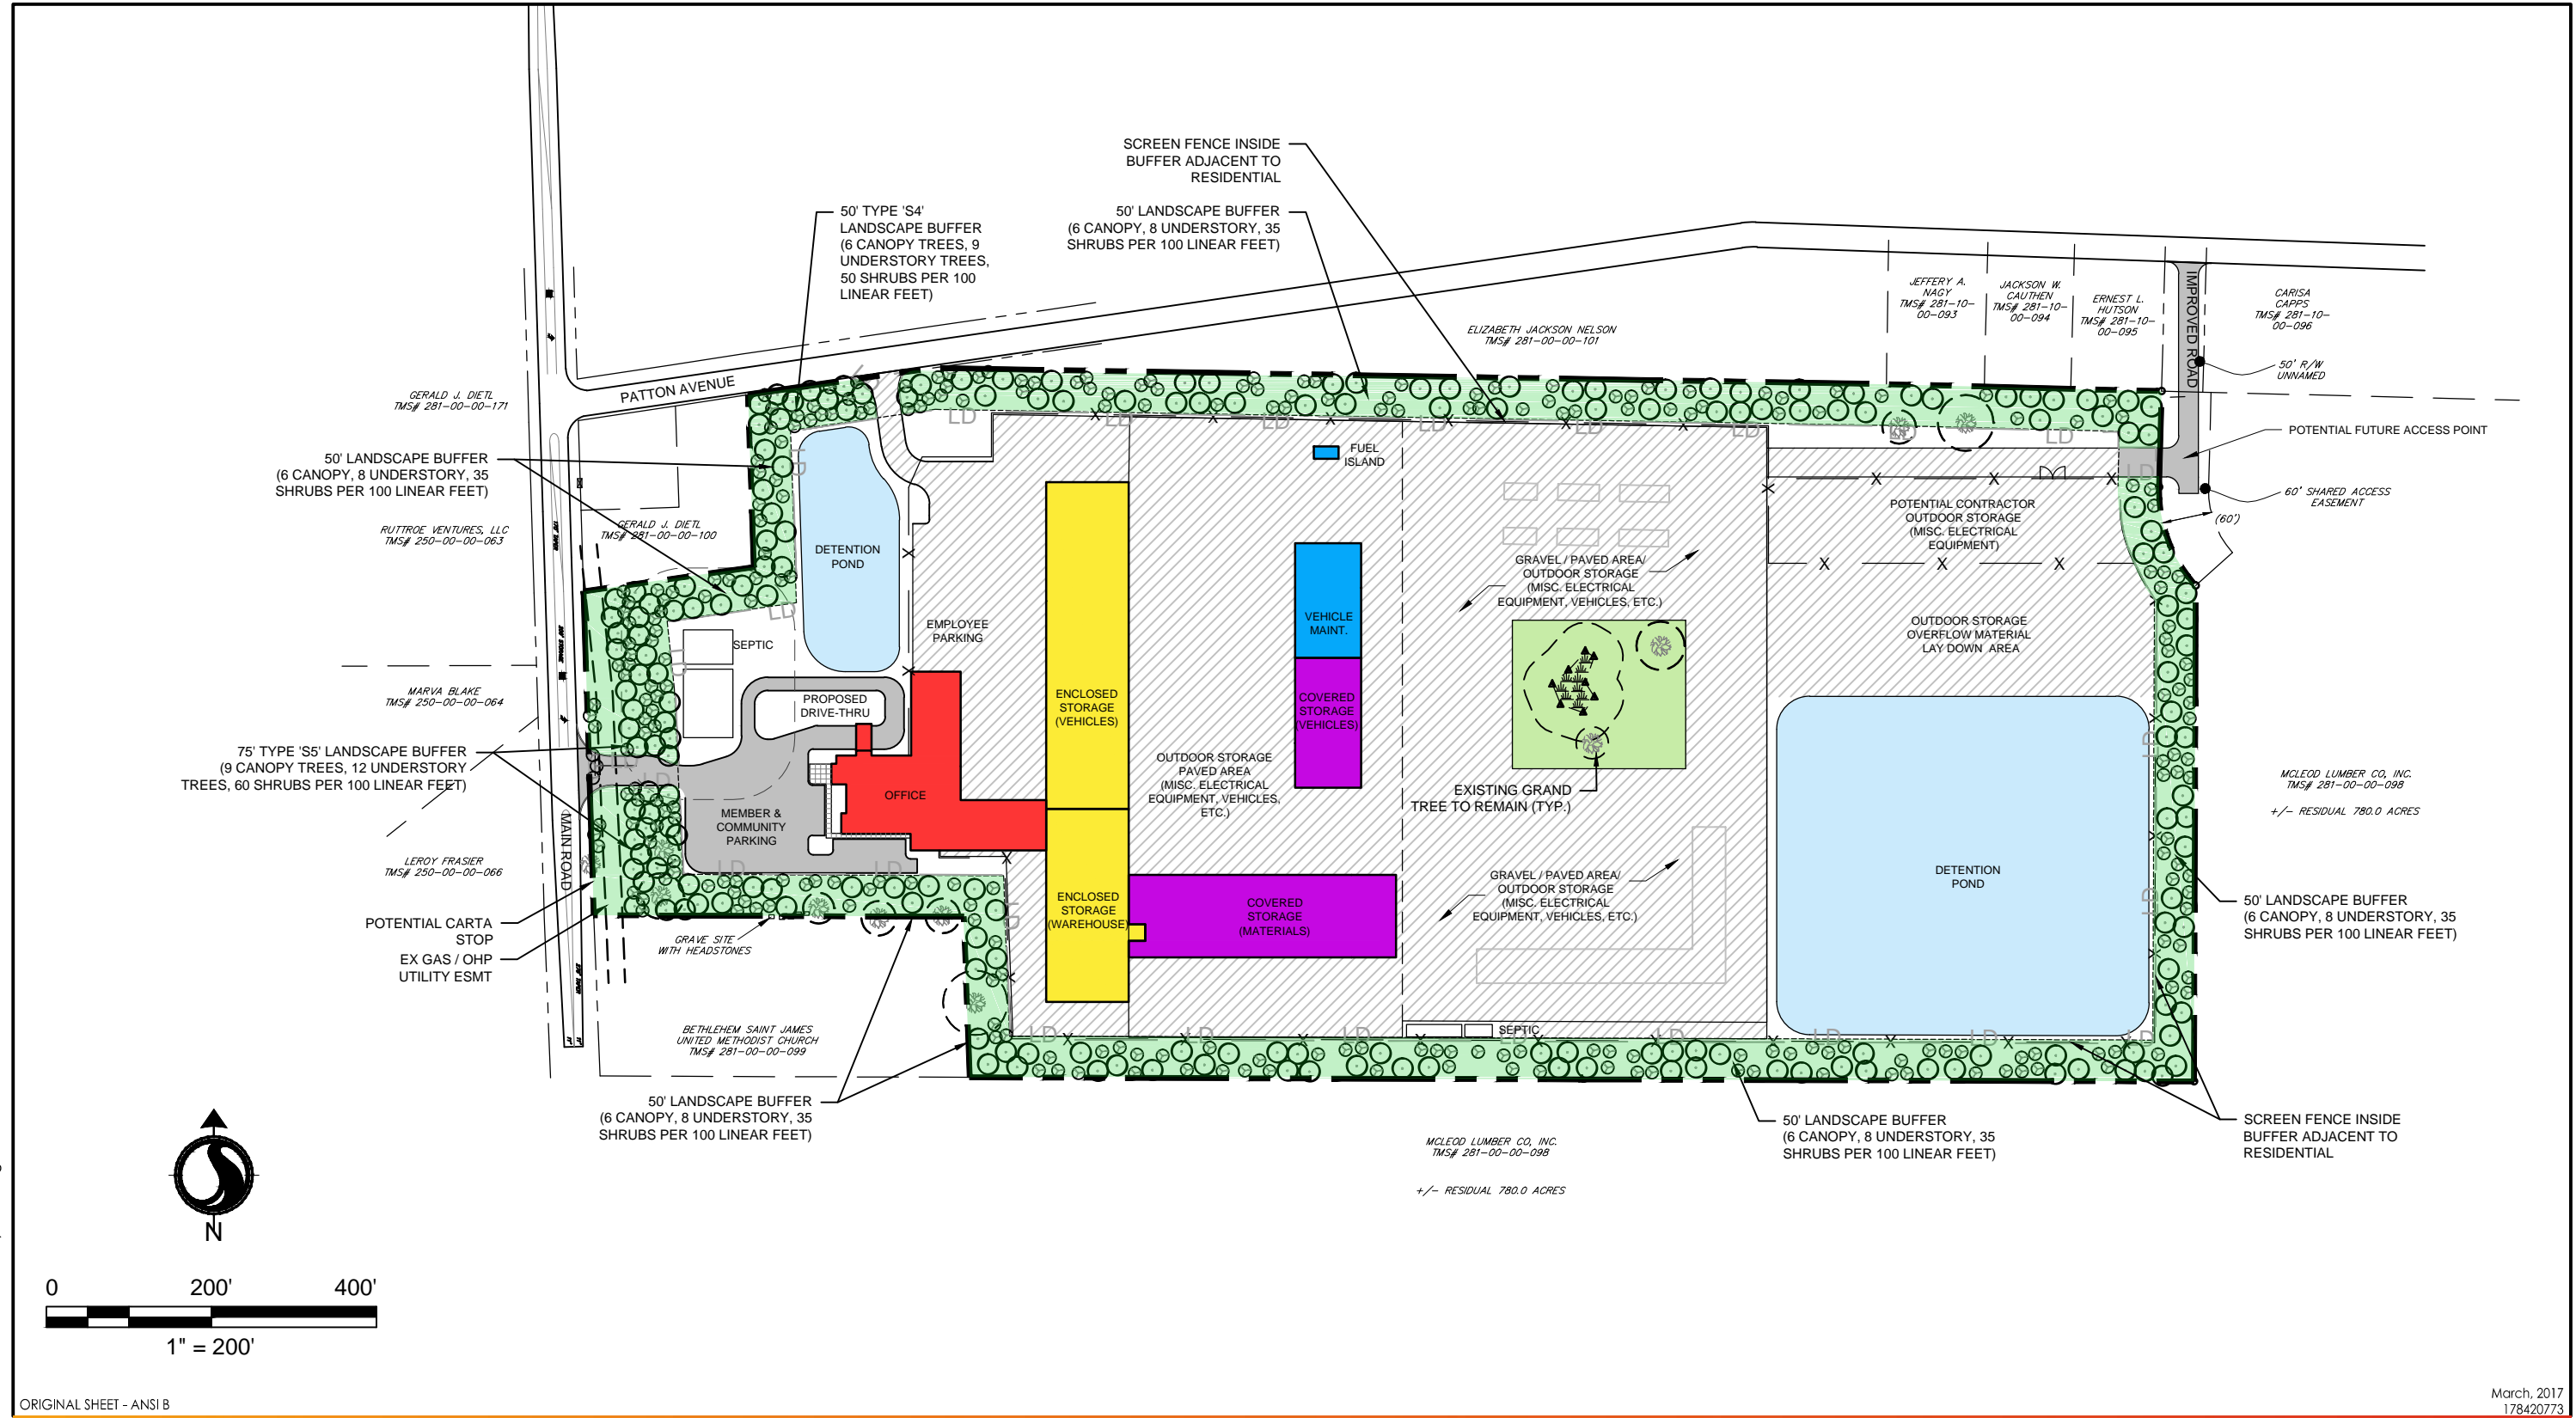 SCREEN FENCE INSIDE
BUFFER ADJACENT TO
RESIDENTIAL
50' TYPE 'S4'
LANDSCAPE BUFFER
(6 CANOPY TREES, 9
UNDERSTORY TREES,
50 SHRUBS PER 100
LINEAR FEET)
50' LANDSCAPE BUFFER
(6 CANOPY, 8 UNDERSTORY, 35
SHRUBS PER 100 LINEAR FEET)
ELIZABETH JACKSON NELSON
TMS# 281-00-00-101
JEFFERY A.
NAGY
TMS# 281-10-
00-093
JACKSON W.
CAUTHEN
TMS# 281-10-
00-094
ERNEST L.
HUTSON
TMS# 281-10-
00-095
IMPROVED ROAD
CARISA
CAPPS
TMS# 281-10-
00-096
50' R/W
UNNAMED
POTENTIAL FUTURE ACCESS POINT
60' SHARED ACCESS
EASEMENT
(60')
GERALD J. DIETL
TMS# 281-00-00-171
PATTON AVENUE
50' LANDSCAPE BUFFER
(6 CANOPY, 8 UNDERSTORY, 35
SHRUBS PER 100 LINEAR FEET)
RUTTROE VENTURES, LLC
TMS# 250-00-00-063
GERALD J. DIETL
TMS# 281-00-00-100
DETENTION
POND
FUEL
ISLAND
POTENTIAL CONTRACTOR
OUTDOOR STORAGE
(MISC. ELECTRICAL
EQUIPMENT)
GRAVEL / PAVED AREA/
OUTDOOR STORAGE
(MISC. ELECTRICAL
EQUIPMENT, VEHICLES, ETC.)
EMPLOYEE
PARKING
VEHICLE
MAINT.
OUTDOOR STORAGE
OVERFLOW MATERIAL
LAY DOWN AREA
SEPTIC
MARVA BLAKE
TMS# 250-00-00-064
PROPOSED
DRIVE-THRU
ENCLOSED
STORAGE
(VEHICLES)
COVERED
STORAGE
(VEHICLES)
75' TYPE 'S5' LANDSCAPE BUFFER
(9 CANOPY TREES, 12 UNDERSTORY
TREES, 60 SHRUBS PER 100 LINEAR FEET)
OUTDOOR STORAGE
PAVED AREA
(MISC. ELECTRICAL
EQUIPMENT, VEHICLES,
ETC.)
OFFICE
EXISTING GRAND
TREE TO REMAIN (TYP.)
MCLEOD LUMBER CO, INC.
TMS# 281-00-00-098
+/- RESIDUAL 780.0 ACRES
MAIN ROAD
MEMBER &
COMMUNITY
PARKING
LEROY FRASIER
TMS# 250-00-00-066
DETENTION
POND
GRAVEL / PAVED AREA/
OUTDOOR STORAGE
(MISC. ELECTRICAL
EQUIPMENT, VEHICLES, ETC.)
ENCLOSED
STORAGE
(WAREHOUSE)
COVERED
STORAGE
(MATERIALS)
50' LANDSCAPE BUFFER
(6 CANOPY, 8 UNDERSTORY, 35
SHRUBS PER 100 LINEAR FEET)
POTENTIAL CARTA
STOP
GRAVE SITE
WITH HEADSTONES
EX GAS / OHP
UTILITY ESMT
SEPTIC
BETHLEHEM SAINT JAMES
UNITED METHODIST CHURCH
TMS# 281-00-00-099
50' LANDSCAPE BUFFER
(6 CANOPY, 8 UNDERSTORY, 35
SHRUBS PER 100 LINEAR FEET)
50' LANDSCAPE BUFFER
(6 CANOPY, 8 UNDERSTORY, 35
SHRUBS PER 100 LINEAR FEET)
SCREEN FENCE INSIDE
BUFFER ADJACENT TO
RESIDENTIAL
MCLEOD LUMBER CO, INC.
TMS# 281-00-00-098
+/- RESIDUAL 780.0 ACRES
N
0 200' 400'
1" = 200'
ORIGINAL SHEET - ANSI B
March, 2017
178420773